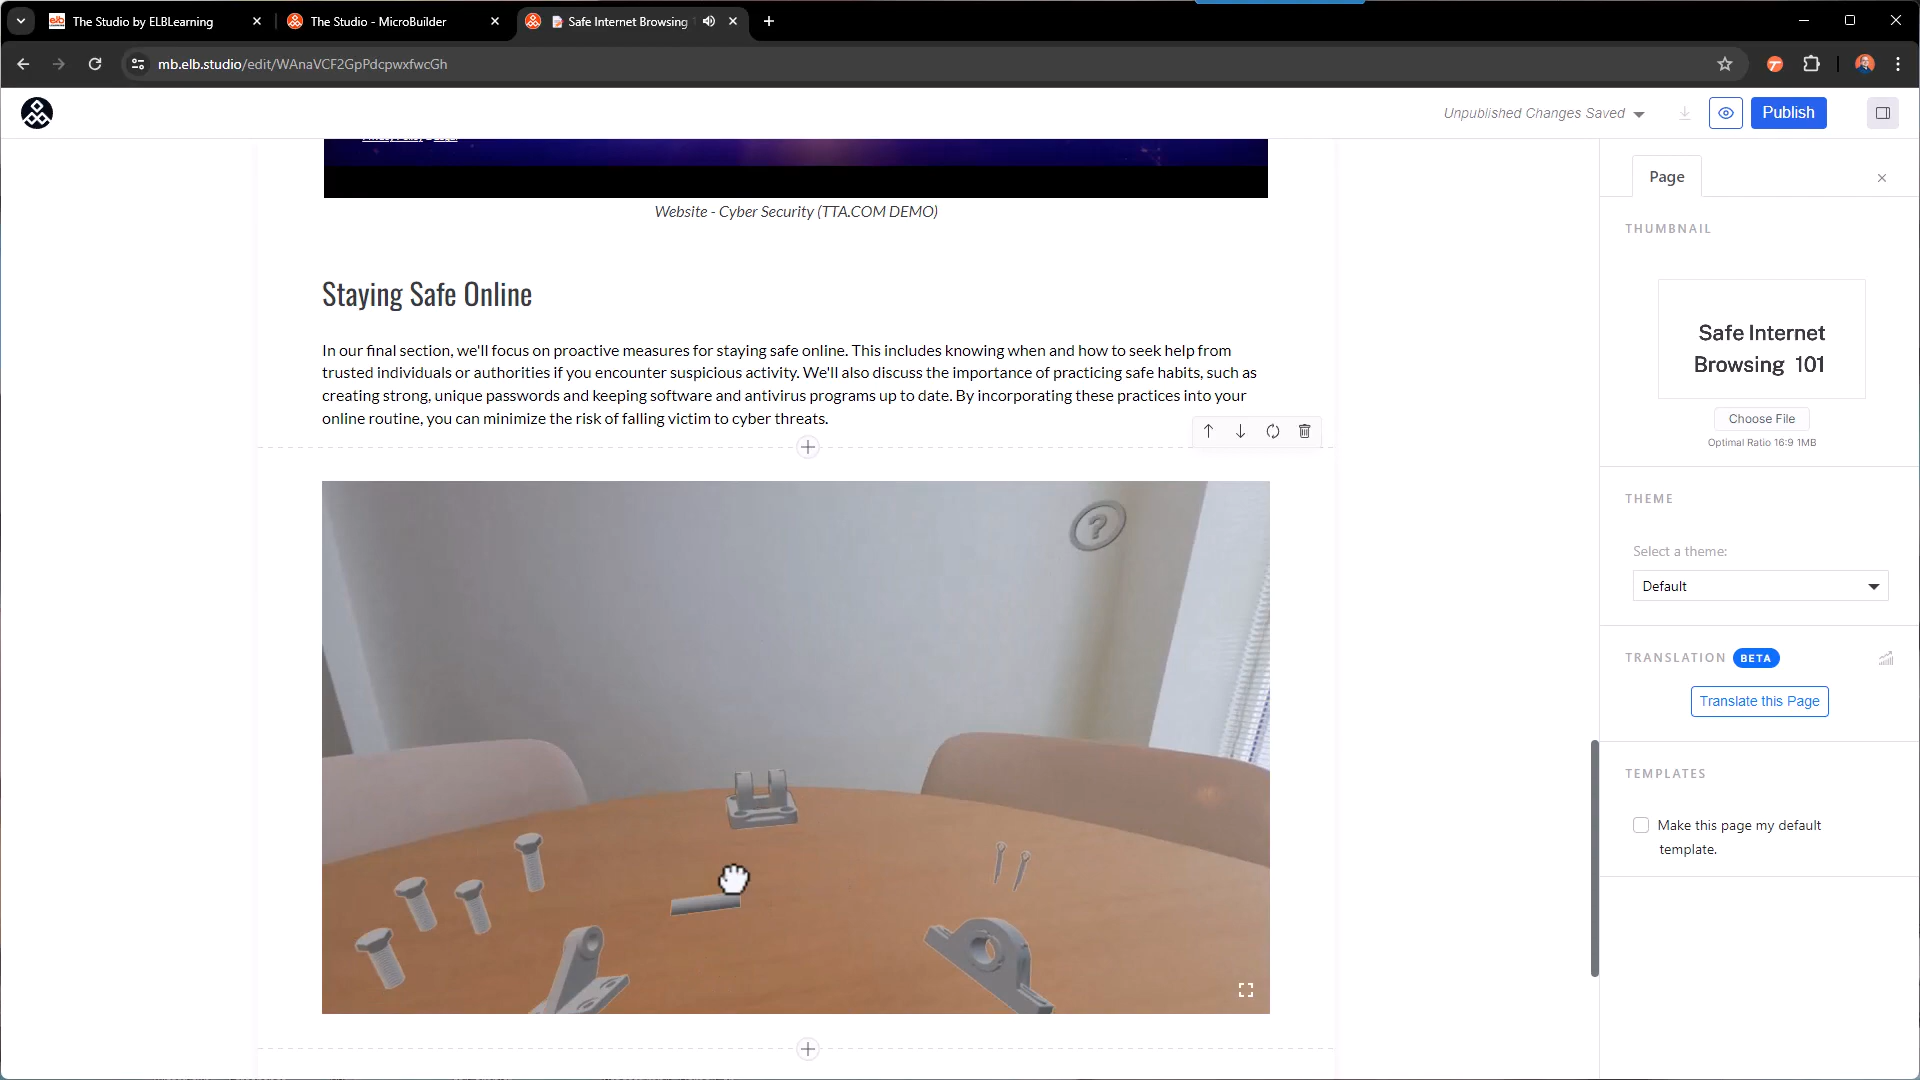 elb The Studio by ELBLearning
The Studio - MicroBuilder
Safe Internet Browsing 1
mb.elb.studio/edit/WAnaVCF2GpPdcpwxfwcGh
Unpublished Changes Saved
Publish
Website - Cyber Security (TTA.COM DEMO)
Staying Safe Online
In our final section, we'll focus on proactive measures for staying safe online. This includes knowing when and how to seek help from
trusted individuals or authorities if you encounter suspicious activity. We'll also discuss the importance of practicing safe habits, such as
creating strong, unique passwords and keeping software and antivirus programs up to date. By incorporating these practices into your
online routine, you can minimize the risk of falling victim to cyber threats.
?
Page
THUMBNAIL
Safe Internet
Browsing 101
Choose File
Optimal Ratio 16:9 1MB
THEME
Select a theme:
Default
TRANSLATION BETA
Translate this Page
TEMPLATES
Make this page my default
template.